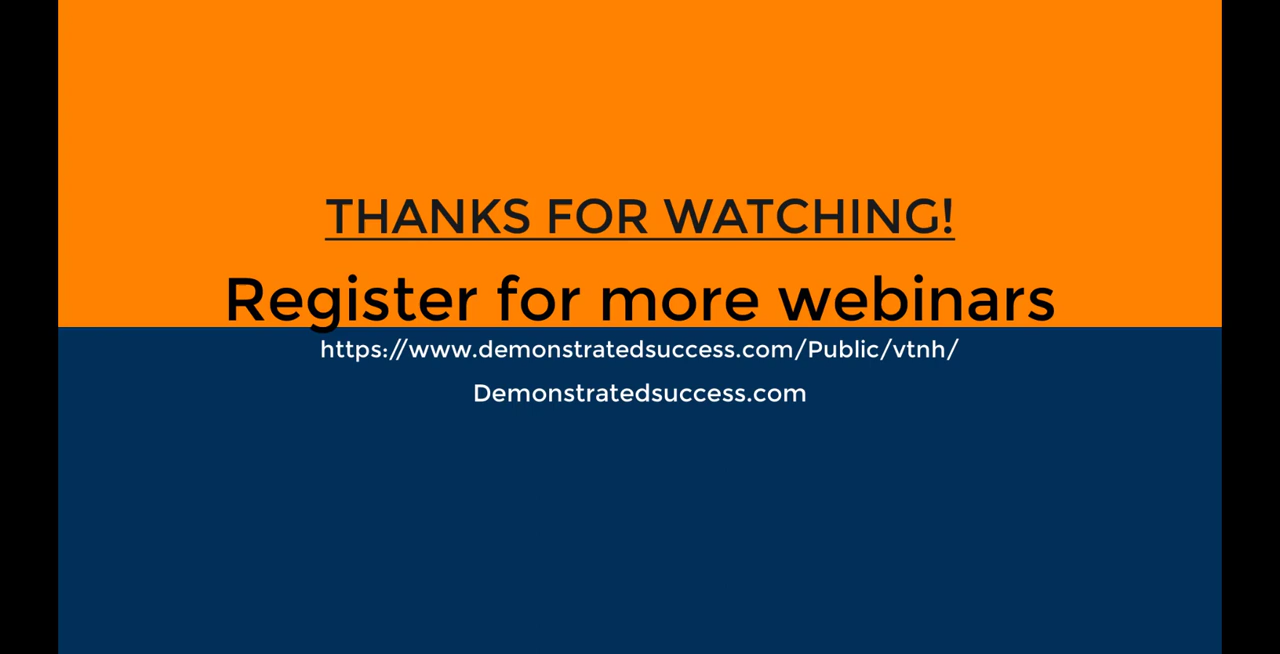 THANKS FOR WATCHING!
Register for more webinars
https://www.demonstratedsuccess.com/Public/vtnh/
Demonstratedsuccess.com